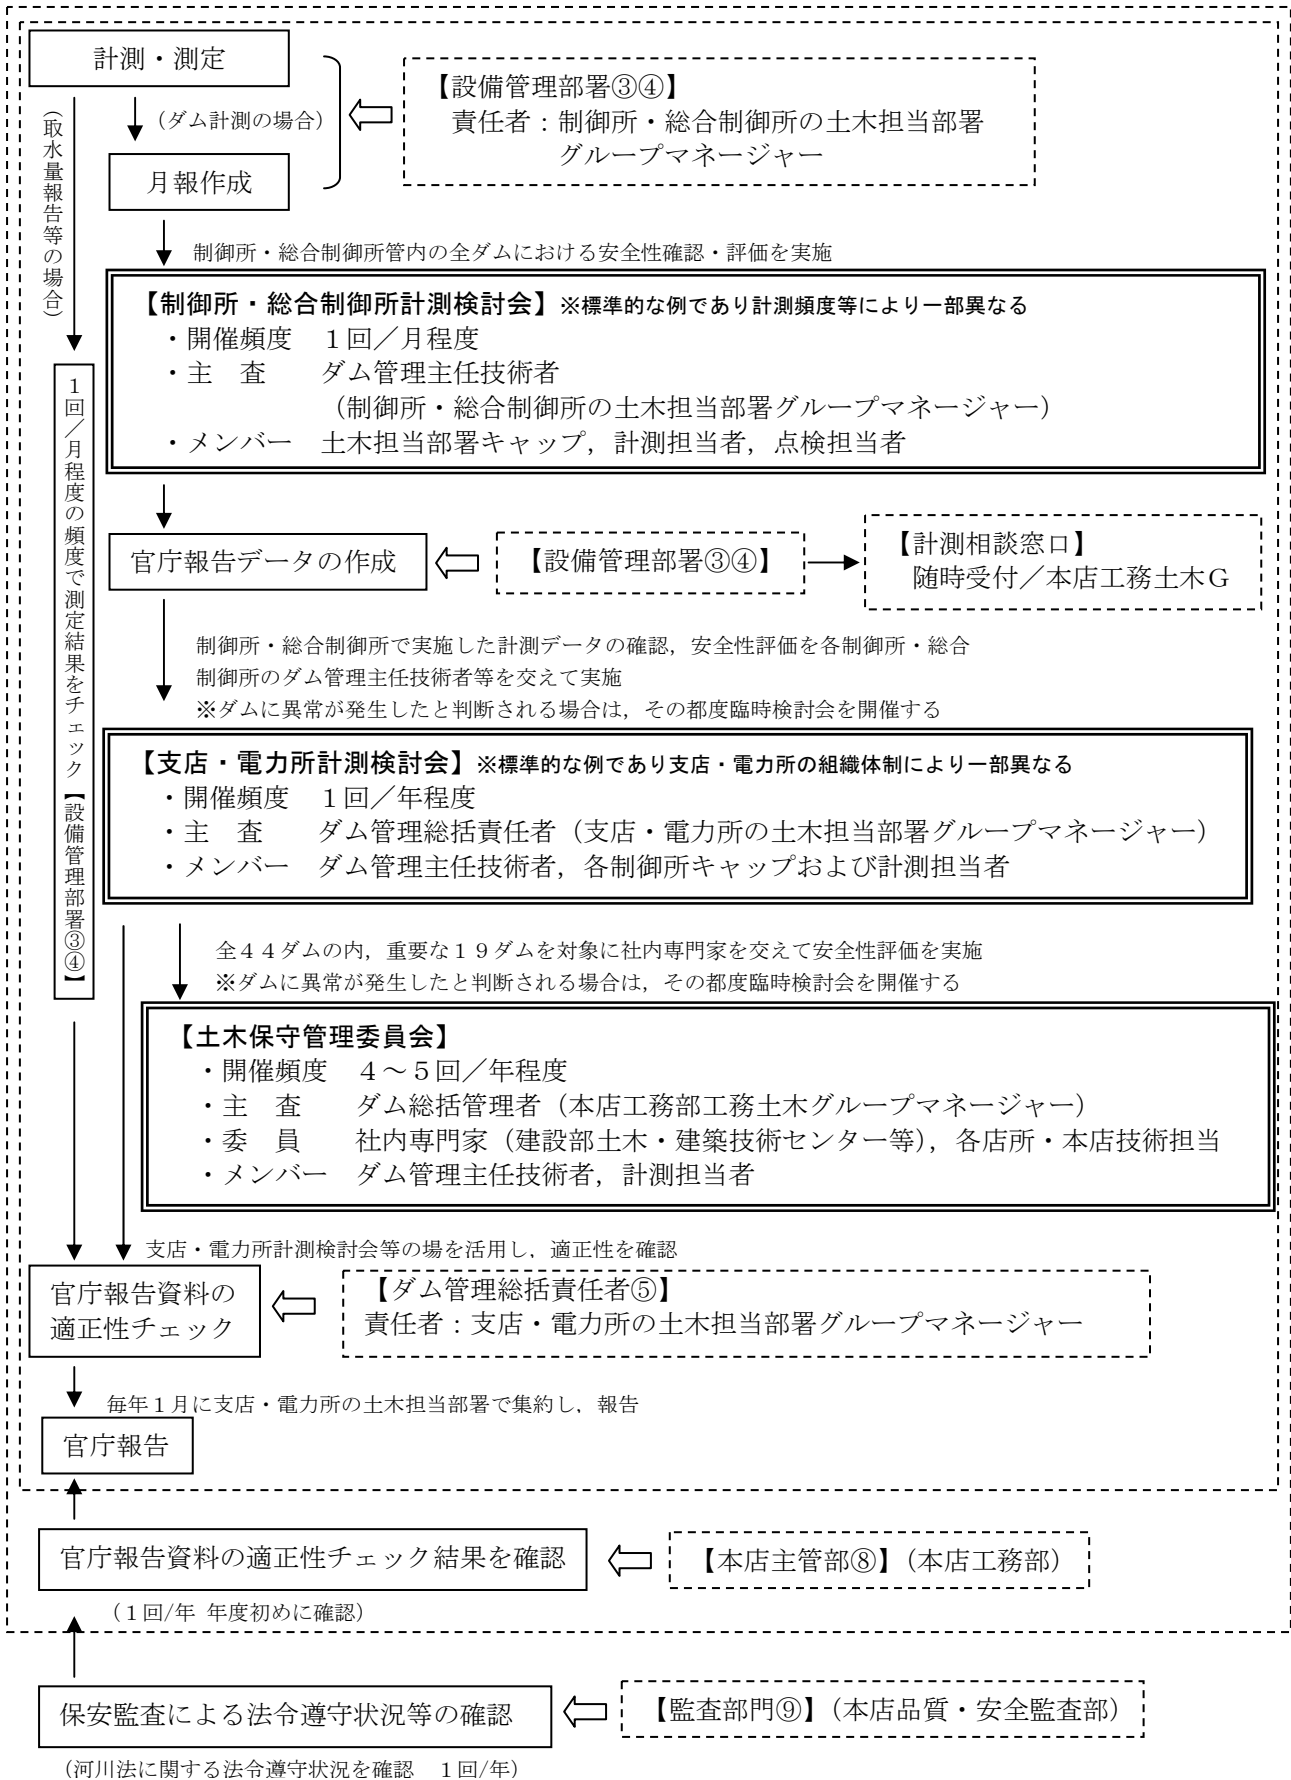 計測・測定
(ダム計測の場合)
【設備管理部署③④】
責任者：制御所・総合制御所の土木担当部署
グループマネージャー
(取水量報告等の場合)
月報作成
制御所・総合制御所管内の全ダムにおける安全性確認・評価を実施
【制御所・総合制御所計測検討会】※標準的な例であり計測頻度等により一部異なる
・開催頻度　１回／月程度
・主　査　　ダム管理主任技術者
（制御所・総合制御所の土木担当部署グループマネージャー）
・メンバー　土木担当部署キャップ，計測担当者，点検担当者
１回／月程度の頻度で測定結果をチェック【設備管理部署③④】
官庁報告データの作成
【設備管理部署③④】
【計測相談窓口】
随時受付／本店工務土木Ｇ
制御所・総合制御所で実施した計測データの確認，安全性評価を各制御所・総合
制御所のダム管理主任技術者等を交えて実施
※ダムに異常が発生したと判断される場合は，その都度臨時検討会を開催する
【支店・電力所計測検討会】※標準的な例であり支店・電力所の組織体制により一部異なる
・開催頻度　１回／年程度
・主　査　　ダム管理総括責任者（支店・電力所の土木担当部署グループマネージャー）
・メンバー　ダム管理主任技術者，各制御所キャップおよび計測担当者
全４４ダムの内，重要な１９ダムを対象に社内専門家を交えて安全性評価を実施
※ダムに異常が発生したと判断される場合は，その都度臨時検討会を開催する
【土木保守管理委員会】
・開催頻度　４～５回／年程度
・主　査　　ダム総括管理者（本店工務部工務土木グループマネージャー）
・委　員　　社内専門家（建設部土木・建築技術センター等），各店所・本店技術担当
・メンバー　ダム管理主任技術者，計測担当者
支店・電力所計測検討会等の場を活用し，適正性を確認
官庁報告資料の
適正性チェック
【ダム管理総括責任者⑤】
責任者：支店・電力所の土木担当部署グループマネージャー
毎年１月に支店・電力所の土木担当部署で集約し，報告
官庁報告
官庁報告資料の適正性チェック結果を確認
【本店主管部⑧】（本店工務部）
（１回/年 年度初めに確認）
保安監査による法令遵守状況等の確認
【監査部門⑨】（本店品質・安全監査部）
（河川法に関する法令遵守状況を確認　１回/年）